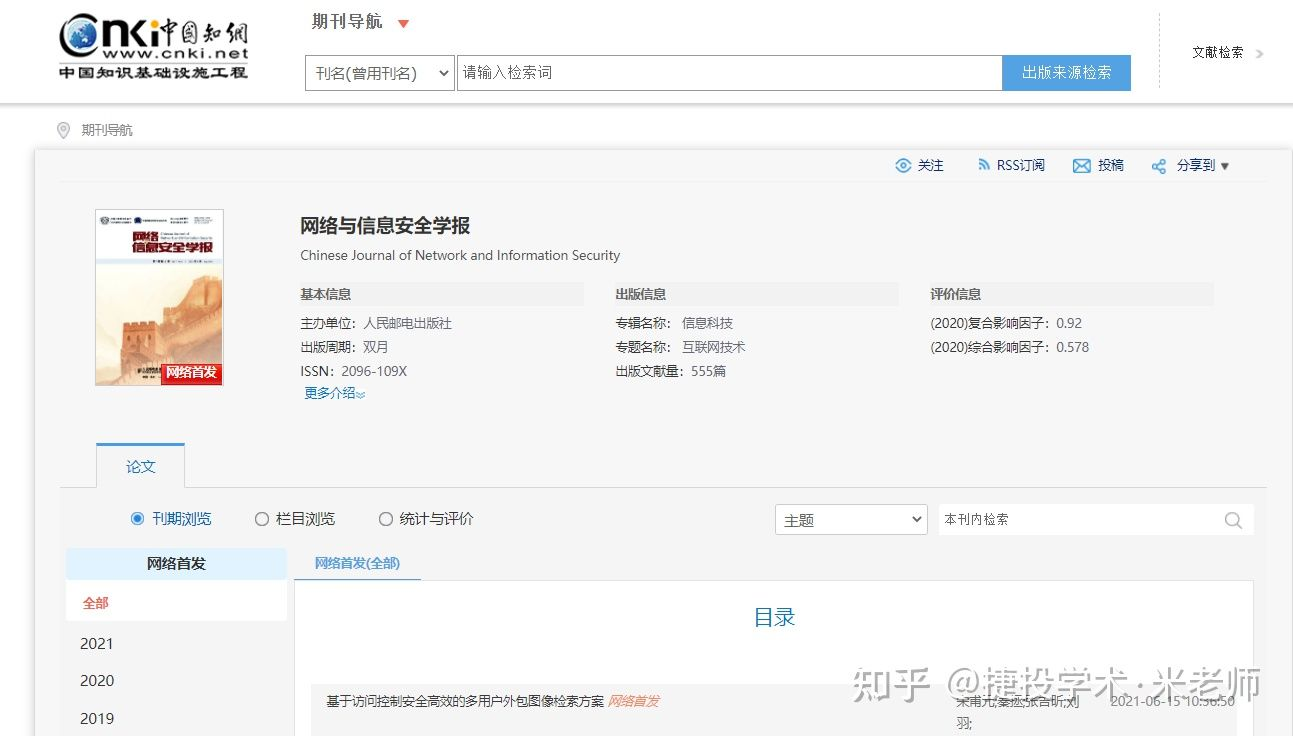 cnki中国知网
www.cnki.net
中国知识基础设施工程
期刊导航
刊名(曾用刊名)
请输入检索词
出版来源检索
文献检索
期刊导航
关注
RSS订阅
投稿
分享到
网络
信息安全学报
网络首发
网络与信息安全学报
Chinese Journal of Network and Information Security
基本信息
主办单位：人民邮电出版社
出版周期：双月
ISSN：2096-109X
更多介绍
出版信息
专辑名称：信息科技
专题名称：互联网技术
出版文献量：555篇
评价信息
(2020)复合影响因子：0.92
(2020)综合影响因子：0.578
论文
刊期浏览
栏目浏览
统计与评价
主题
本刊内检索
网络首发
全部
2021
2020
2019
网络首发(全部)
目录
基于访问控制安全高效的多用户外包图像检索方案 网络首发
2021-06-15 10:36:50
羽;
知乎 @捷投学术·米老师